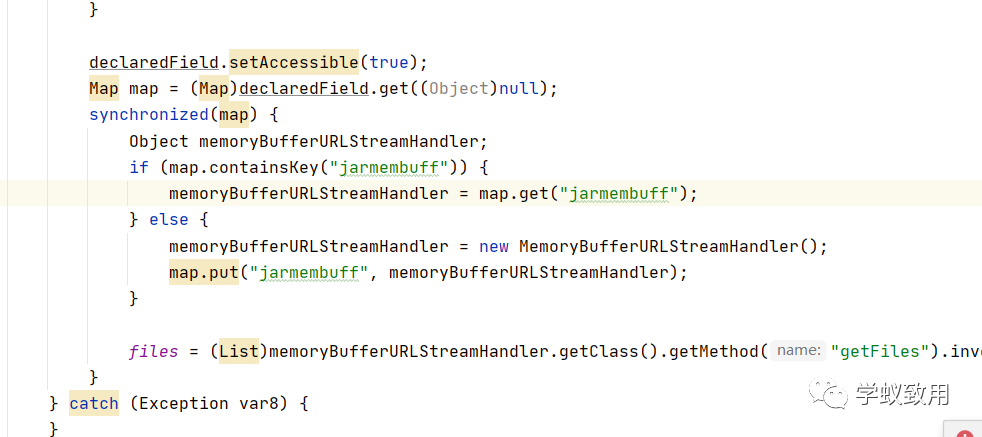 }
declaredField.setAccessible(true);
Map map = (Map)declaredField.get((Object)null);
synchronized(map) {
Object memoryBufferURLStreamHandler;
if (map.containsKey("jarmembuff")) {
memoryBufferURLStreamHandler = map.get("jarmembuff");
} else {
memoryBufferURLStreamHandler = new MemoryBufferURLStreamHandler();
map.put("jarmembuff", memoryBufferURLStreamHandler);
}
files = (List)memoryBufferURLStreamHandler.getClass().getMethod( name: "getFiles").inv
}
} catch (Exception var8) {
}
学蚁致用